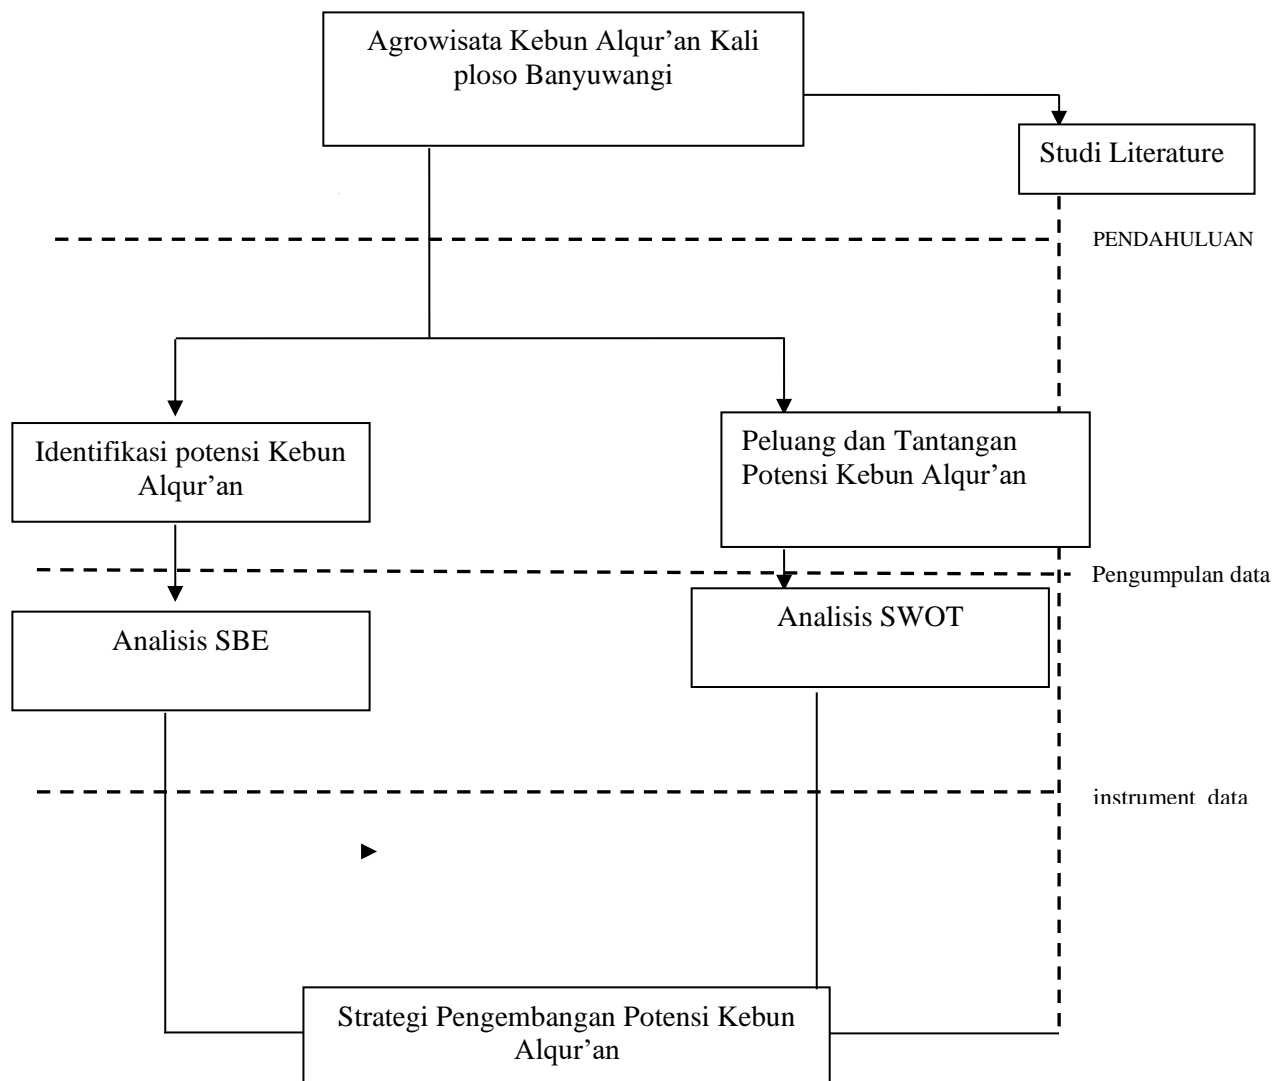 Agrowisata Kebun Alqur’an Kali
ploso Banyuwangi
Studi Literature
PENDAHULUAN
Identifikasi potensi Kebun
Alqur’an
Peluang dan Tantangan
Potensi Kebun Alqur’an
Pengumpulan data
Analisis SBE
Analisis SWOT
instrument data
Strategi Pengembangan Potensi Kebun
Alqur’an